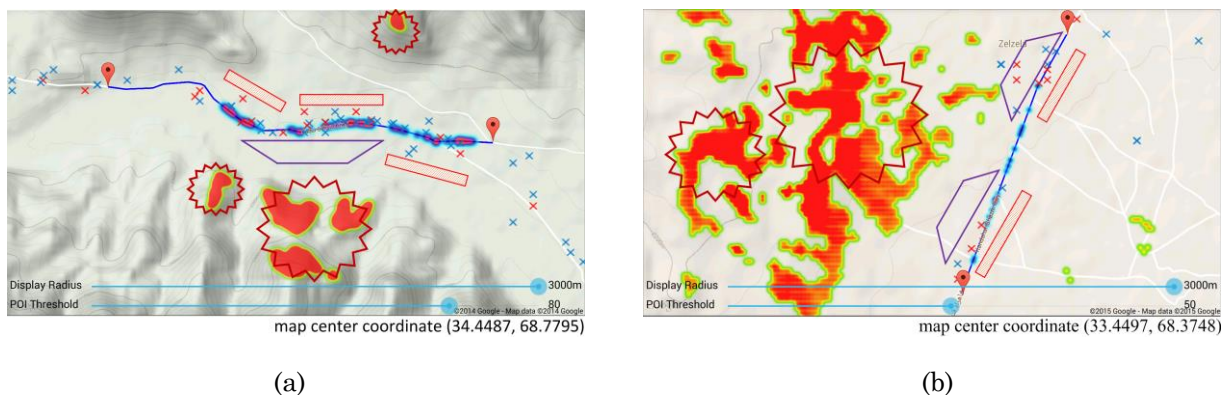 Display Radius
3000m
POI Threshold
80
©2014 Google - Map data ©2014 Google
map center coordinate (34.4487, 68.7795)
(a)
Zelzela
Display Radius
3000m
POI Threshold
50
©2015 Google - Map data ©2015 Google
map center coordinate (33.4497, 68.3748)
(b)